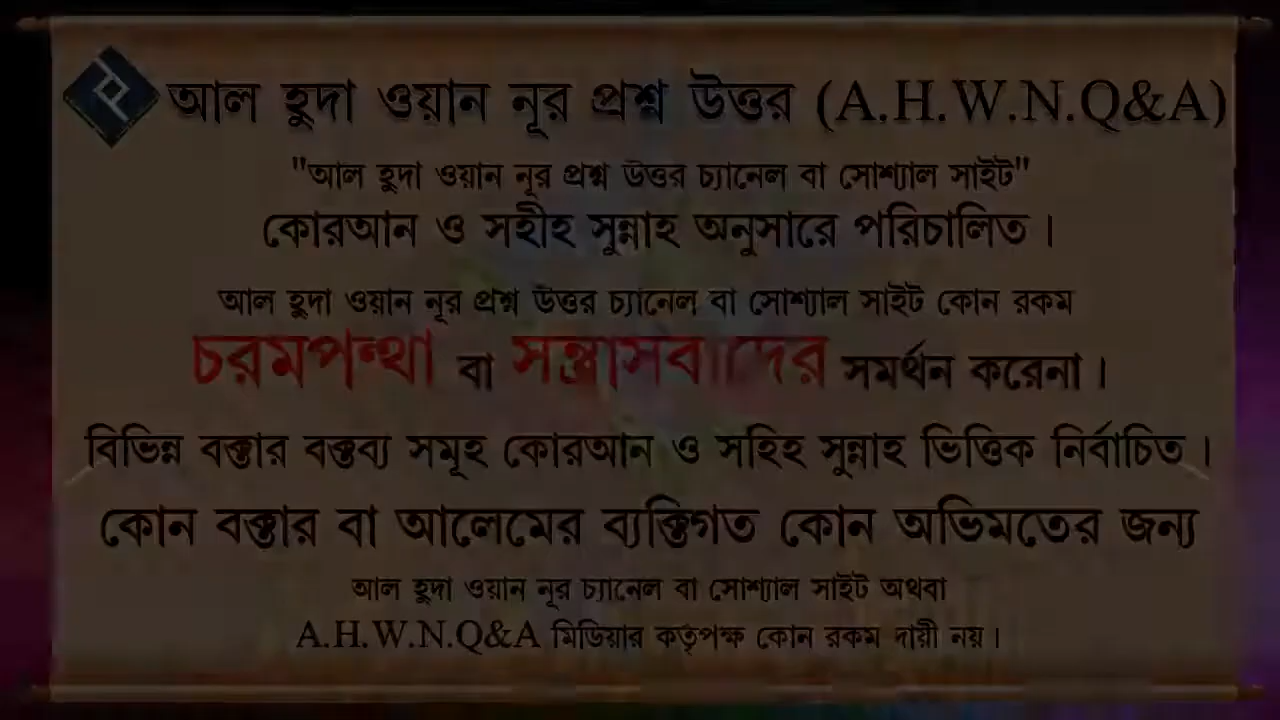 আল হুদা ওয়ান নূর প্রশ্ন উত্তর (A.H.W.N.Q&A)
"আল হুদা ওয়ান নূর প্রশ্ন উত্তর চ্যানেল বা সোশ্যাল সাইট"
কোরআন ও সহীহ সুন্নাহ অনুসারে পরিচালিত ।
আল হুদা ওয়ান নূর প্রশ্ন উত্তর চ্যানেল বা সোশ্যাল সাইট কোন রকম
চরমপন্থা বা সন্ত্রাসবাদের সমর্থন করেনা ।
বিভিন্ন বক্তার বক্তব্য সমূহ কোরআন ও সহিহ সুন্নাহ ভিত্তিক নির্বাচিত ।
কোন বক্তার বা আলেমের ব্যক্তিগত কোন অভিমতের জন্য
আল হুদা ওয়ান নূর চ্যানেল বা সোশ্যাল সাইট অথবা
A.H.W.N.Q&A মিডিয়ার কতৃপক্ষ কোন রকম দায়ী নয় ।